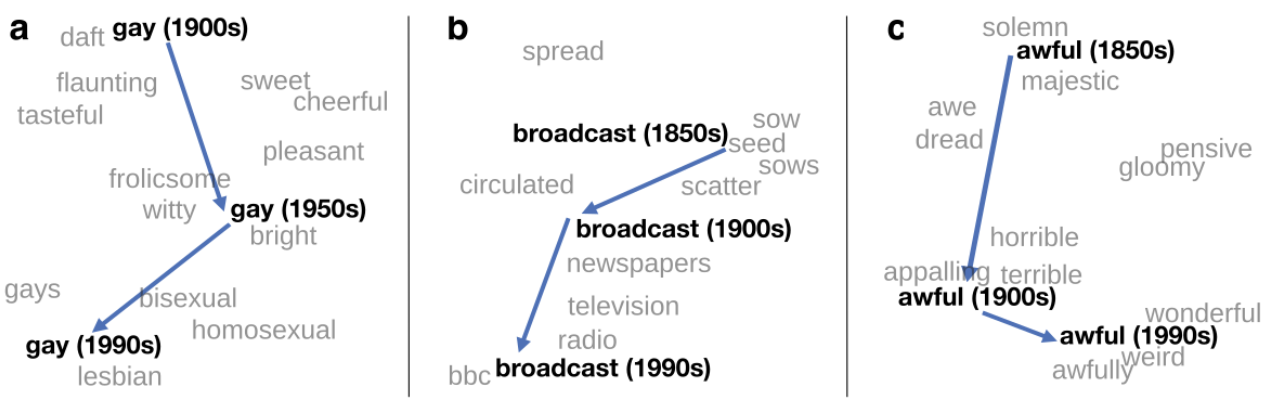 a
daft gay (1900s)
flaunting
sweet
tasteful
cheerful
pleasant
frolicsome
witty
gay (1950s)
bright
gays
bisexual
homosexual
gay (1990s)
lesbian
b
spread
sow
broadcast (1850s)
seed
sows
circulated
scatter
broadcast (1900s)
newspapers
television
radio
bbc broadcast (1990s)
c
solemn
awful (1850s)
majestic
awe
dread
pensive
gloomy
horrible
appalling terrible
awful (1900s)
wonderful
awful (1990s)
weird
awfully